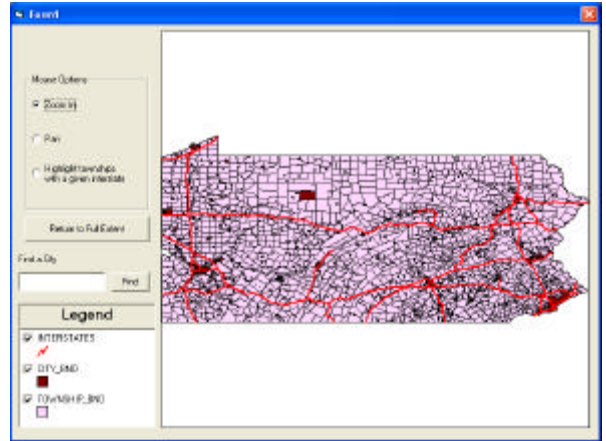 Form1
Mouse Options
Zoom In
Pan
Highlight townships
with a given interstate
Return to Full Extent
Find a City
Find
Legend
INTERSTATES
CITY_BND
TOWNSHIP_BND